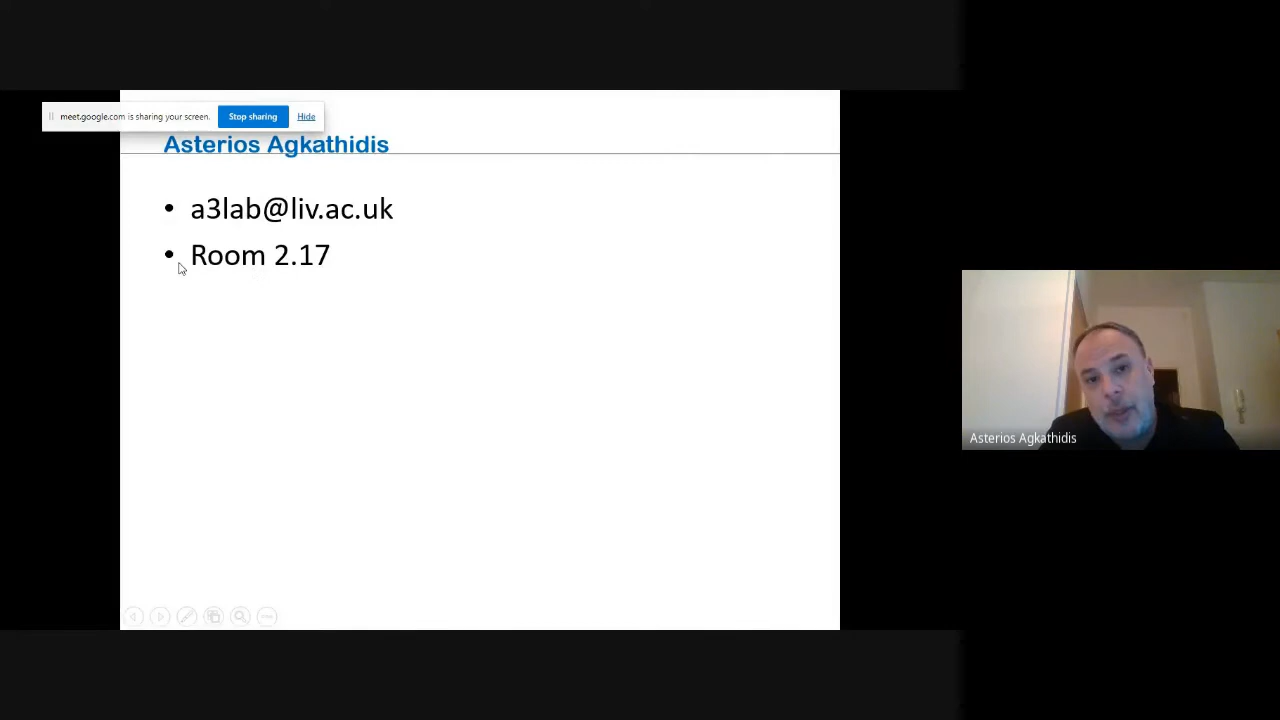 meet.google.com is sharing your screen. Stop sharing Hide
Asterios Agkathidis
• a3lab@liv.ac.uk
• Room 2.17
Asterios Agkathidis